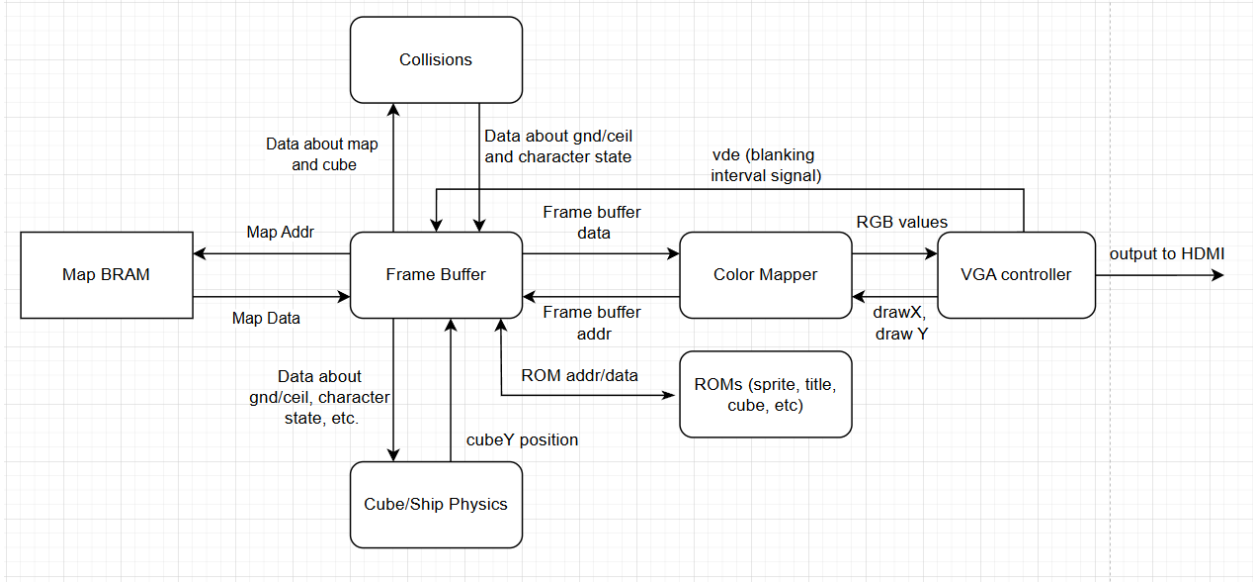 Collisions
Data about map
and cube
Data about gnd/ceil
and character state
vde (blanking
interval signal)
Map Addr
Frame buffer
data
RGB values
output to HDMI
Map BRAM
Frame Buffer
Color Mapper
VGA controller
Map Data
Frame buffer
addr
drawX,
draw Y
Data about
gnd/ceil, character
state, etc.
ROM addr/data
ROMs (sprite, title,
cube, etc)
cubeY position
Cube/Ship Physics